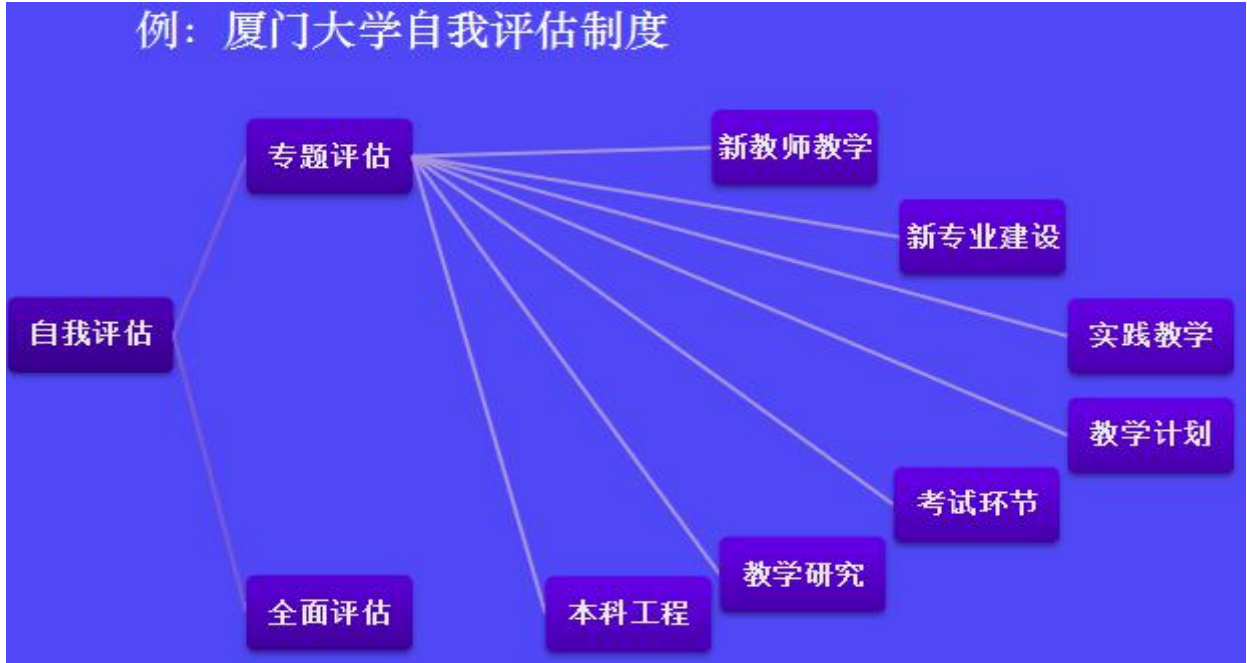 例：厦门大学自我评估制度
专题评估
新教师教学
新专业建设
自我评估
实践教学
教学计划
考试环节
教学研究
全面评估
本科工程